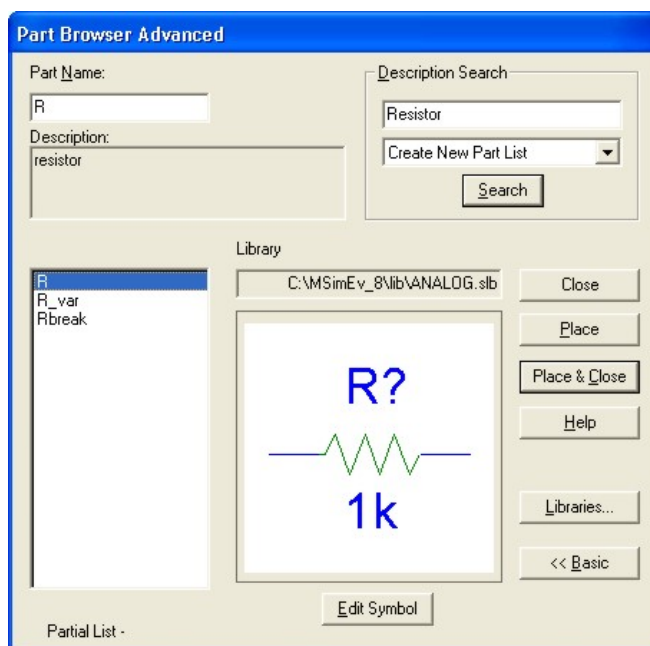 Part Browser Advanced
Part Name:
R
Description:
resistor
Description Search
Resistor
Create New Part List
Search
R
R_var
Rbreak
Library
C:\MSimEv_8\lib\ANALOG.slb
R?
1k
Edit Symbol
Close
Place
Place & Close
Help
Libraries...
<< Basic
Partial List -